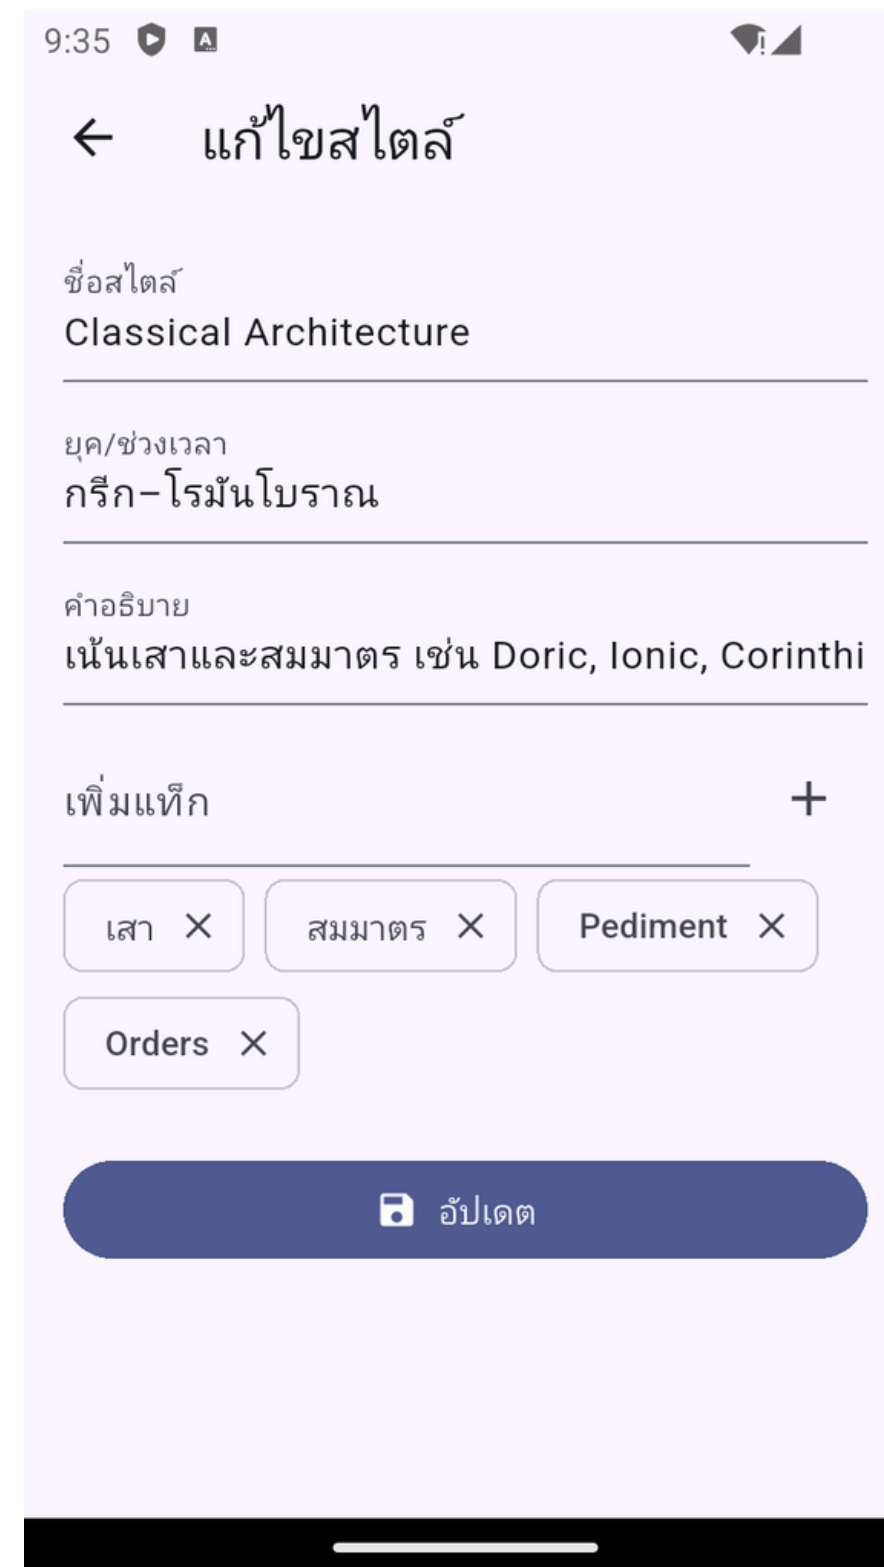 9:35
แก้ไขสไตล์
ชื่อสไตล์
Classical Architecture
ยุค/ช่วงเวลา
กรีก–โรมันโบราณ
คำอธิบาย
เน้นเสาและสมมาตร เช่น Doric, Ionic, Corinthi
เพิ่มแท็ก
เสา สมมาตร Pediment
Orders
อัปเดต